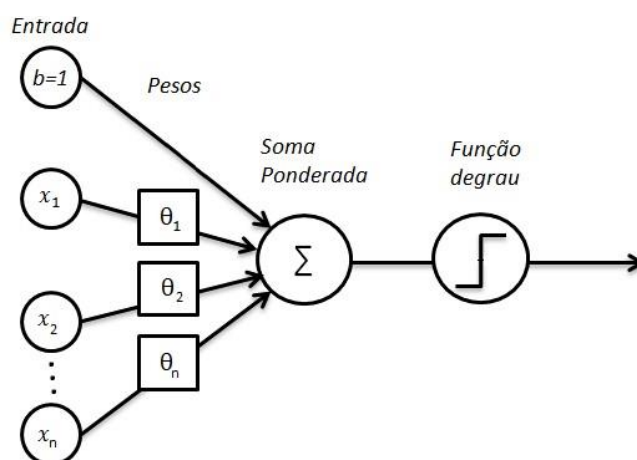 Entrada
b=1
Pesos
Soma
Ponderada
Função
degrau
x₁
θ₁
Σ
x₂
θ₂
θₙ
xₙ